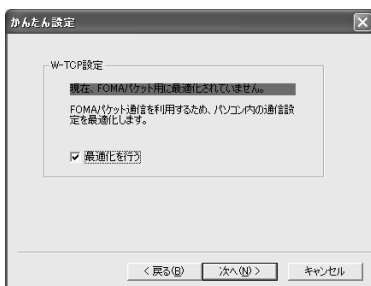 かんたん設定
W-TCP設定
現在、FOMAパケット用に最適化されていません。
FOMAパケット通信を利用するため、パソコン内の通信設
定を最適化します。
最適化を行う
< 戻る(B)
次へ(N) >
キャンセル